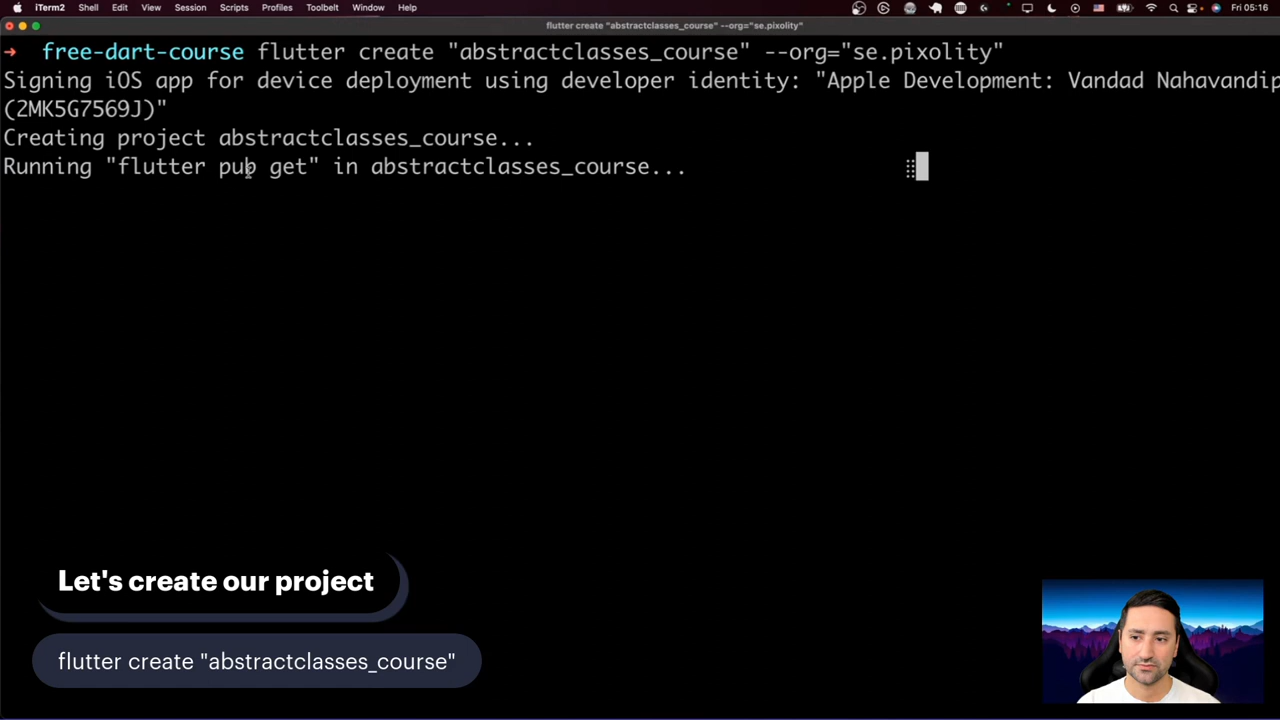 iTerm2 Shell Edit View Session Scripts Profiles Toolbelt Window Help Fri 05:16
flutter create "abstractclasses_course" --org="se.pixolity"
→ free-dart-course flutter create "abstractclasses_course" --org="se.pixolity"
Signing iOS app for device deployment using developer identity: "Apple Development: Vandad Nahavandip
(2MK5G7569J)"
Creating project abstractclasses_course...
Running "flutter pub get" in abstractclasses_course...
Let's create our project
flutter create "abstractclasses_course"